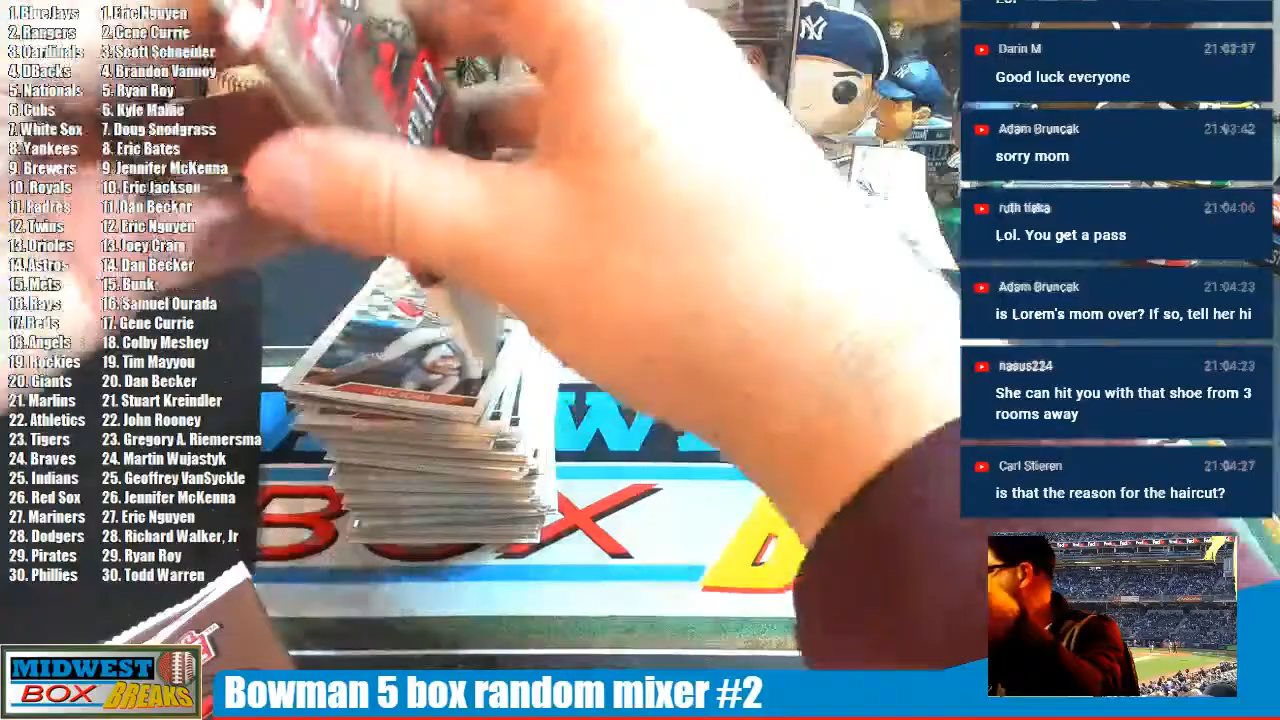 1.BlueJays 1.Eric Nguyen
2. Rangers 2. Gene Currie
3. Cardinals 3. Scott Schneider
4. DBacks 4. Brandon Vanuoy
5. Nationals 5. Ryan Roy
6. Cubs 6. Kyle Mallie
7. White Sox 7. Doug Snodgrass
8. Yankees 8. Eric Bates
9. Brewers 9. Jennifer McKenna
10. Royals 10. Eric Jackson
11. Padres 11. Dan Becker
12. Twins 12. Eric Nguyen
13. Orioles 13. Joey Crain
14. Astros 14. Dan Becker
15. Mets 15. Bunk
16. Rays 16. Samuel Ourada
17. Reds 17. Gene Currie
18. Angels 18. Colby Meshey
19. Rockies 19. Tim Mayyou
20. Giants 20. Dan Becker
21. Marlins 21. Stuart Kreindler
22. Athletics 22. John Rooney
23. Tigers 23. Gregory A. Riemersma
24. Braves 24. Martin Wujastyk
25. Indians 25. Geoffrey VanSyckle
26. Red Sox 26. Jennifer McKenna
27. Mariners 27. Eric Nguyen
28. Dodgers 28. Richard Walker, Jr
29. Pirates 29. Ryan Roy
30. Phillies 30. Todd Warren
NY
BOX
MIDWEST
BOX BREAKS
Bowman 5 box random mixer #2
Darin M 21:03:37
Good luck everyone
Adam Bruncak 21:03:42
sorry mom
ruth tieka 21:04:06
Lol. You get a pass
Adam Bruncak 21:04:23
is Lorem's mom over? If so, tell her hi
nasus224 21:04:23
She can hit you with that shoe from 3
rooms away
Carl Stieren 21:04:27
is that the reason for the haircut?